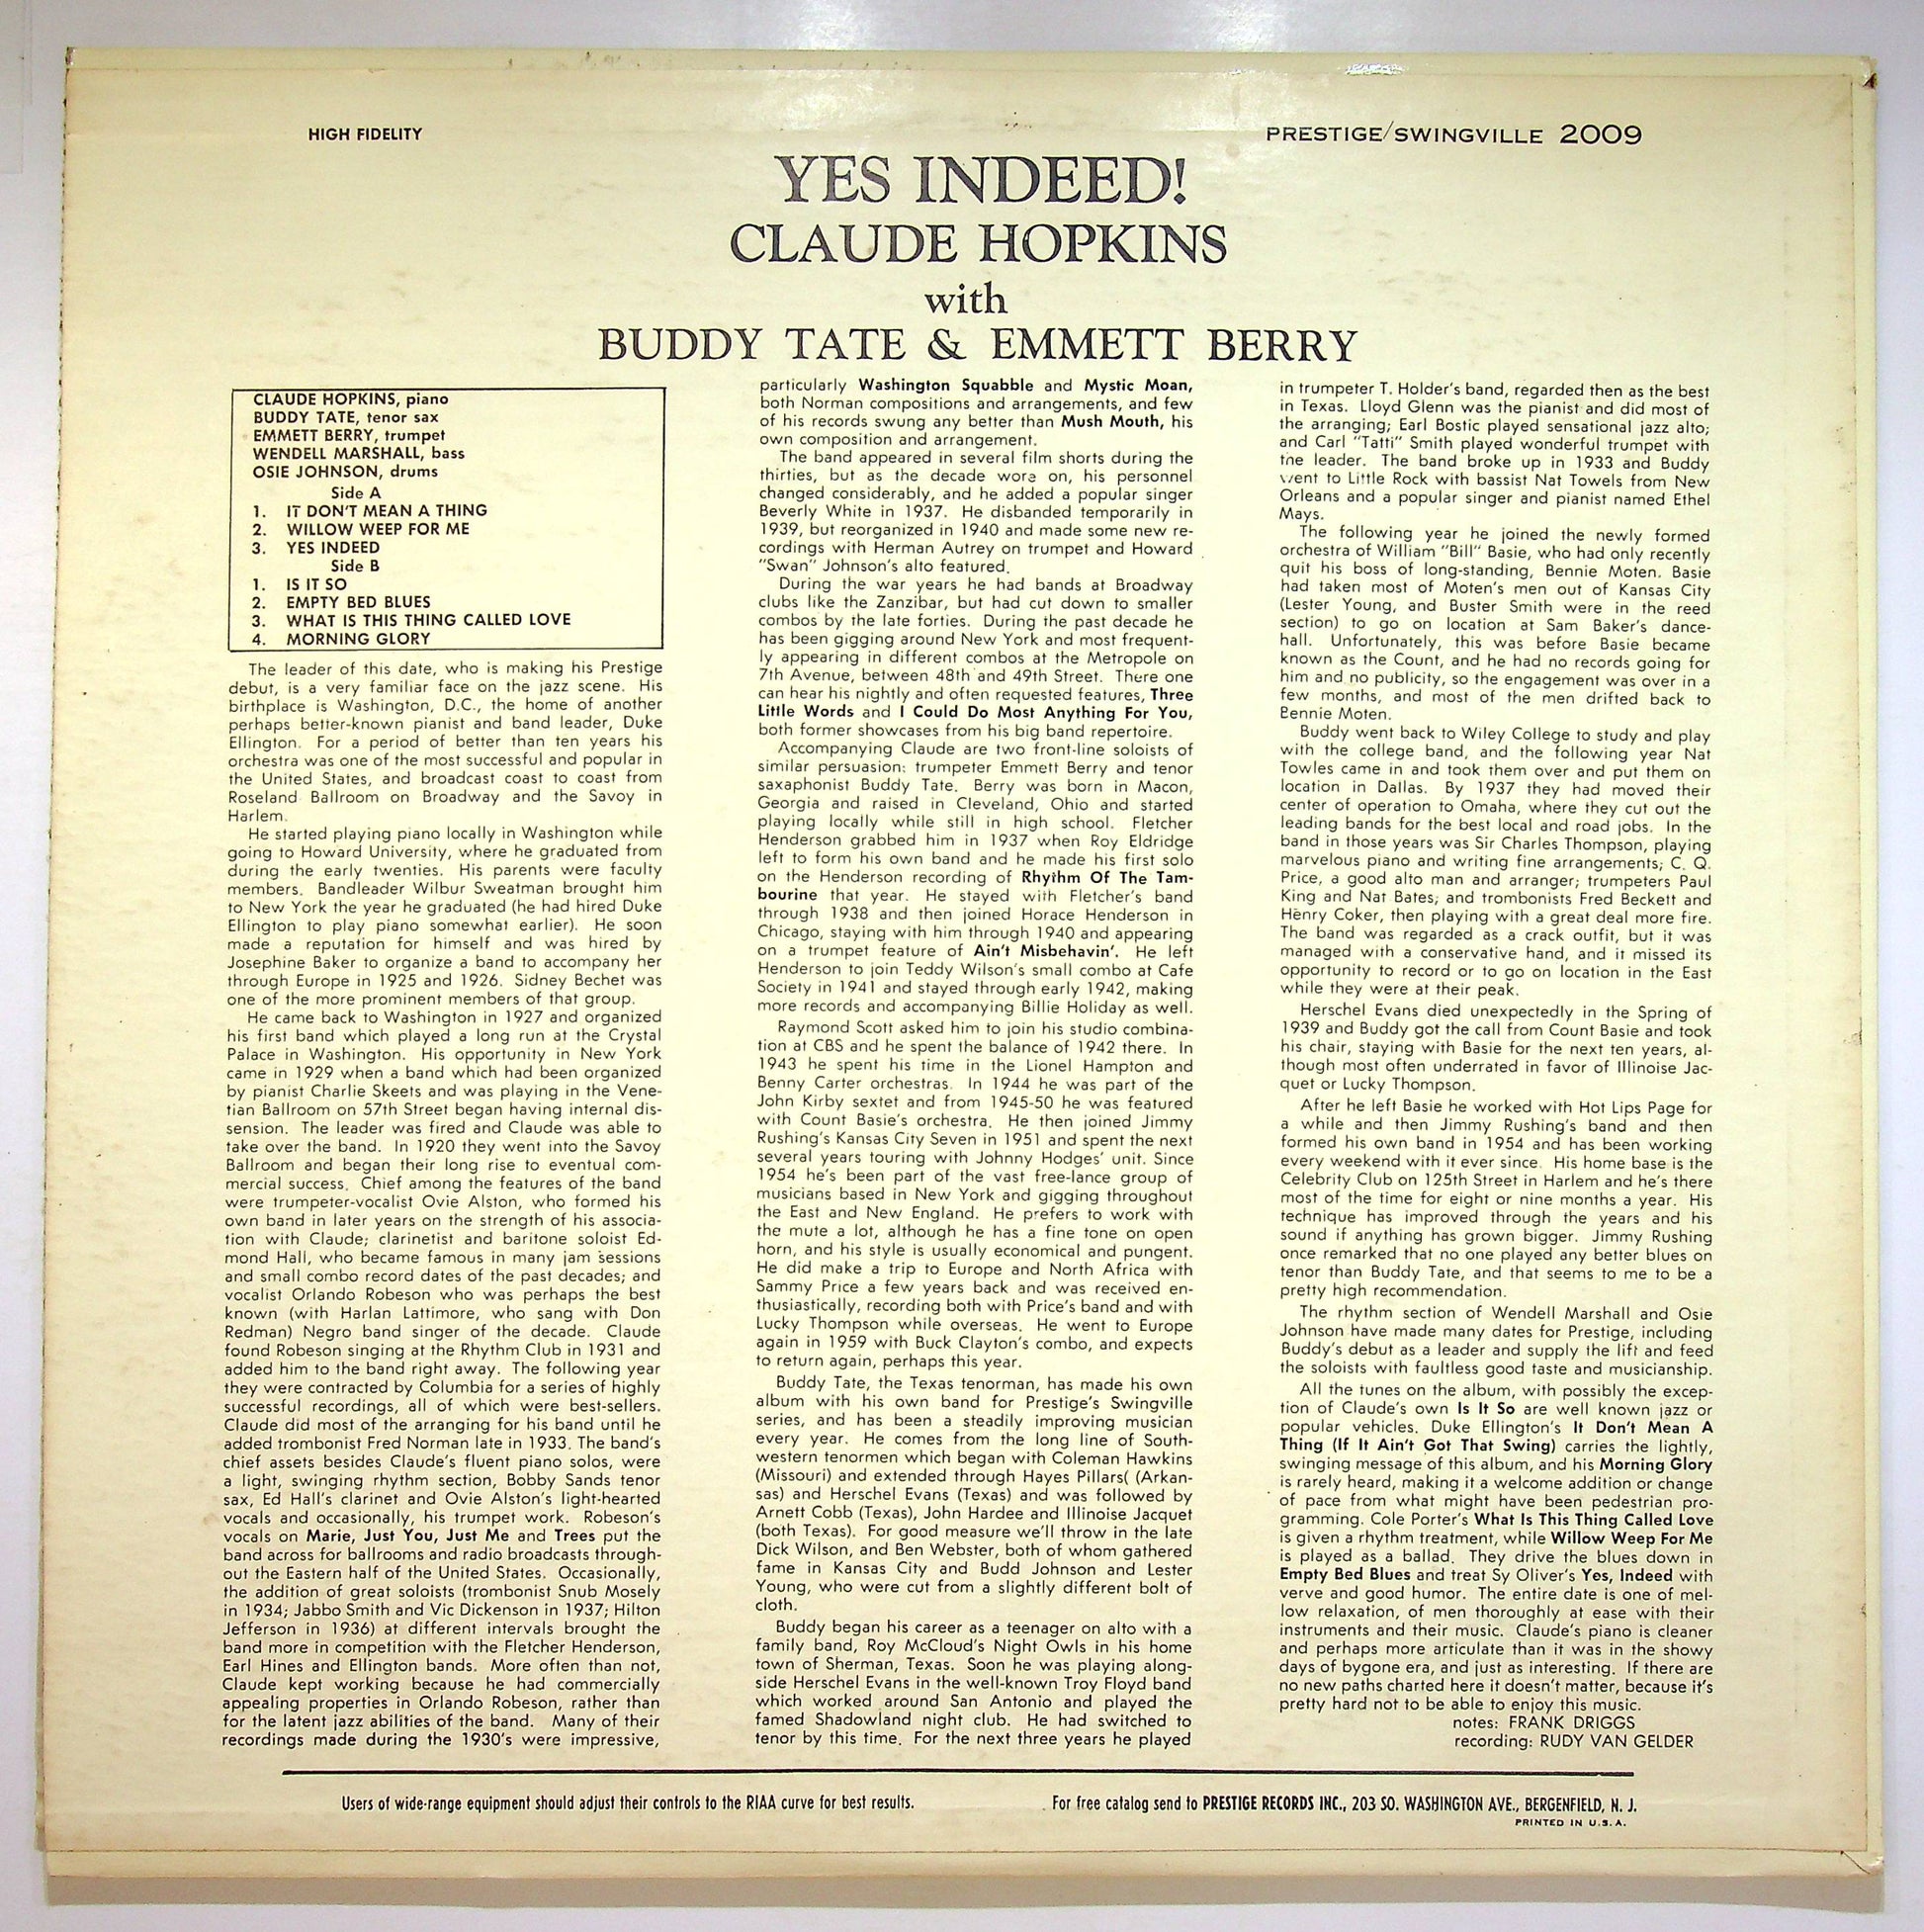 HIGH FIDELITY
PRESTIGE/SWINGVILLE 2009
YES INDEED!
CLAUDE HOPKINS
with
BUDDY TATE & EMMETT BERRY
CLAUDE HOPKINS, piano
BUDDY TATE, tenor sax
EMMETT BERRY, trumpet
WENDELL MARSHALL, bass
OSIE JOHNSON, drums
Side A
1. IT DON'T MEAN A THING
2. WILLOW WEEP FOR ME
3. YES INDEED
Side B
1. IS IT SO
2. EMPTY BED BLUES
3. WHAT IS THIS THING CALLED LOVE
4. MORNING GLORY
The leader of this date, who is making his Prestige
debut, is a very familiar face on the jazz scene. His
birthplace is Washington, D.C., the home of another
perhaps better-known pianist and band leader, Duke
Ellington. For a period of better than ten years his
orchestra was one of the most successful and popular in
the United States, and broadcast coast to coast from
Roseland Ballroom on Broadway and the Savoy in
Harlem.
He started playing piano locally in Washington while
going to Howard University, where he graduated from
during the early twenties. His parents were faculty
members. Bandleader Wilbur Sweatman brought him
to New York the year he graduated (he had hired Duke
Ellington to play piano somewhat earlier). He soon
made a reputation for himself and was hired by
Josephine Baker to organize a band to accompany her
through Europe in 1925 and 1926. Sidney Bechet was
one of the more prominent members of that group.
He came back to Washington in 1927 and organized
his first band which played a long run at the Crystal
Palace in Washington. His opportunity in New York
came in 1929 when a band which had been organized
by pianist Charlie Skeets and was playing in the Vene-
tian Ballroom on 57th Street began having internal dis-
sension. The leader was fired and Claude was able to
take over the band. In 1920 they went into the Savoy
Ballroom and began their long rise to eventual com-
mercial success. Chief among the features of the band
were trumpeter-vocalist Ovie Alston, who formed his
own band in later years on the strength of his associa-
tion with Claude; clarinetist and baritone soloist Ed-
mond Hall, who became famous in many jam sessions
and small combo record dates of the past decades; and
vocalist Orlando Robeson who was perhaps the best
known (with Harlan Lattimore, who sang with Don
Redman) Negro band singer of the decade. Claude
found Robeson singing at the Rhythm Club in 1931 and
added him to the band right away. The following year
they were contracted by Columbia for a series of highly
successful recordings, all of which were best-sellers.
Claude did most of the arranging for his band until he
added trombonist Fred Norman late in 1933. The band's
chief assets besides Claude's fluent piano solos, were
a light, swinging rhythm section, Bobby Sands tenor
sax, Ed Hall's clarinet and Ovie Alston's light-hearted
vocals and occasionally, his trumpet work. Robeson's
vocals on Marie, Just You, Just Me and Trees put the
band across for ballrooms and radio broadcasts through-
out the Eastern half of the United States. Occasionally,
the addition of great soloists (trombonist Snub Mosely
in 1934; Jabbo Smith and Vic Dickenson in 1937; Hilton
Jefferson in 1936) at different intervals brought the
band more in competition with the Fletcher Henderson,
Earl Hines and Ellington bands. More often than not,
Claude kept working because he had commercially
appealing properties in Orlando Robeson, rather than
for the latent jazz abilities of the band. Many of their
recordings made during the 1930's were impressive,
particularly Washington Squabble and Mystic Moan,
both Norman compositions and arrangements, and few
of his records swung any better than Mush Mouth, his
own composition and arrangement.
The band appeared in several film shorts during the
thirties, but as the decade wore on, his personnel
changed considerably, and he added a popular singer
Beverly White in 1937. He disbanded temporarily in
1939, but reorganized in 1940 and made some new re-
cordings with Herman Autrey on trumpet and Howard
"Swan" Johnson's alto featured.
During the war years he had bands at Broadway
clubs like the Zanzibar, but had cut down to smaller
combos by the late forties. During the past decade he
has been gigging around New York and most frequent-
ly appearing in different combos at the Metropole on
7th Avenue, between 48th and 49th Street. There one
can hear his nightly and often requested features, Three
Little Words and I Could Do Most Anything For You,
both former showcases from his big band repertoire.
Accompanying Claude are two front-line soloists of
similar persuasion: trumpeter Emmett Berry and tenor
saxaphonist Buddy Tate. Berry was born in Macon,
Georgia and raised in Cleveland, Ohio and started
playing locally while still in high school. Fletcher
Henderson grabbed him in 1937 when Roy Eldridge
left to form his own band and he made his first solo
on the Henderson recording of Rhythm Of The Tam-
bourine that year. He stayed with Fletcher's band
through 1938 and then joined Horace Henderson in
Chicago, staying with him through 1940 and appearing
on a trumpet feature of Ain't Misbehavin'. He left
Henderson to join Teddy Wilson's small combo at Cafe
Society in 1941 and stayed through early 1942, making
more records and accompanying Billie Holiday as well.
Raymond Scott asked him to join his studio combina-
tion at CBS and he spent the balance of 1942 there. In
1943 he spent his time in the Lionel Hampton and
Benny Carter orchestras. In 1944 he was part of the
John Kirby sextet and from 1945-50 he was featured
with Count Basie's orchestra. He then joined Jimmy
Rushing's Kansas City Seven in 1951 and spent the next
several years touring with Johnny Hodges' unit. Since
1954 he's been part of the vast free-lance group of
musicians based in New York and gigging throughout
the East and New England. He prefers to work with
the mute a lot, although he has a fine tone on open
horn, and his style is usually economical and pungent.
He did make a trip to Europe and North Africa with
Sammy Price a few years back and was received en-
thusiastically, recording both with Price's band and with
Lucky Thompson while overseas. He went to Europe
again in 1959 with Buck Clayton's combo, and expects
to return again, perhaps this year.
Buddy Tate, the Texas tenorman, has made his own
album with his own band for Prestige's Swingville
series, and has been a steadily improving musician
every year. He comes from the long line of South-
western tenormen which began with Coleman Hawkins
(Missouri) and extended through Hayes Pillars( (Arkan-
sas) and Herschel Evans (Texas) and was followed by
Arnett Cobb (Texas), John Hardee and Illinoise Jacquet
(both Texas). For good measure we'll throw in the late
Dick Wilson, and Ben Webster, both of whom gathered
fame in Kansas City and Budd Johnson and Lester
Young, who were cut from a slightly different bolt of
cloth.
Buddy began his career as a teenager on alto with a
family band, Roy McCloud's Night Owls in his home
town of Sherman, Texas. Soon he was playing along-
side Herschel Evans in the well-known Troy Floyd band
which worked around San Antonio and played the
famed Shadowland night club. He had switched to
tenor by this time. For the next three years he played
in trumpeter T. Holder's band, regarded then as the best
in Texas. Lloyd Glenn was the pianist and did most of
the arranging; Earl Bostic played sensational jazz alto;
and Carl "Tatti" Smith played wonderful trumpet with
the leader. The band broke up in 1933 and Buddy
went to Little Rock with bassist Nat Towels from New
Orleans and a popular singer and pianist named Ethel
Mays.
The following year he joined the newly formed
orchestra of William "Bill" Basie, who had only recently
quit his boss of long-standing, Bennie Moten. Basie
had taken most of Moten's men out of Kansas City
(Lester Young, and Buster Smith were in the reed
section) to go on location at Sam Baker's dance-
hall. Unfortunately, this was before Basie became
known as the Count, and he had no records going for
him and no publicity, so the engagement was over in a
few months, and most of the men drifted back to
Bennie Moten.
Buddy went back to Wiley College to study and play
with the college band, and the following year Nat
Towles came in and took them over and put them on
location in Dallas. By 1937 they had moved their
center of operation to Omaha, where they cut out the
leading bands for the best local and road jobs. In the
band in those years was Sir Charles Thompson, playing
marvelous piano and writing fine arrangements; C. Q.
Price, a good alto man and arranger; trumpeters Paul
King and Nat Bates; and trombonists Fred Beckett and
Henry Coker, then playing with a great deal more fire.
The band was regarded as a crack outfit, but it was
managed with a conservative hand, and it missed its
opportunity to record or to go on location in the East
while they were at their peak.
Herschel Evans died unexpectedly in the Spring of
1939 and Buddy got the call from Count Basie and took
his chair, staying with Basie for the next ten years, al-
though most often underrated in favor of Illinoise Jac-
quet or Lucky Thompson.
After he left Basie he worked with Hot Lips Page for
a while and then Jimmy Rushing's band and then
formed his own band in 1954 and has been working
every weekend with it ever since. His home base is the
Celebrity Club on 125th Street in Harlem and he's there
most of the time for eight or nine months a year. His
technique has improved through the years and his
sound if anything has grown bigger. Jimmy Rushing
once remarked that no one played any better blues on
tenor than Buddy Tate, and that seems to me to be a
pretty high recommendation.
The rhythm section of Wendell Marshall and Osie
Johnson have made many dates for Prestige, including
Buddy's debut as a leader and supply the lift and feed
the soloists with faultless good taste and musicianship.
All the tunes on the album, with possibly the excep-
tion of Claude's own Is It So are well known jazz or
popular vehicles. Duke Ellington's It Don't Mean A
Thing (If It Ain't Got That Swing) carries the lightly,
swinging message of this album, and his Morning Glory
is rarely heard, making it a welcome addition or change
of pace from what might have been pedestrian pro-
gramming. Cole Porter's What Is This Thing Called Love
is given a rhythm treatment, while Willow Weep For Me
is played as a ballad. They drive the blues down in
Empty Bed Blues and treat Sy Oliver's Yes, Indeed with
verve and good humor. The entire date is one of mel-
low relaxation, of men thoroughly at ease with their
instruments and their music. Claude's piano is cleaner
and perhaps more articulate than it was in the showy
days of bygone era, and just as interesting. If there are
no new paths charted here it doesn't matter, because it's
pretty hard not to be able to enjoy this music.
notes: FRANK DRIGGS
recording: RUDY VAN GELDER
Users of wide-range equipment should adjust their controls to the RIAA curve for best results.
For free catalog send to PRESTIGE RECORDS INC., 203 SO. WASHINGTON AVE., BERGENFIELD, N. J.
PRINTED IN U.S.A.